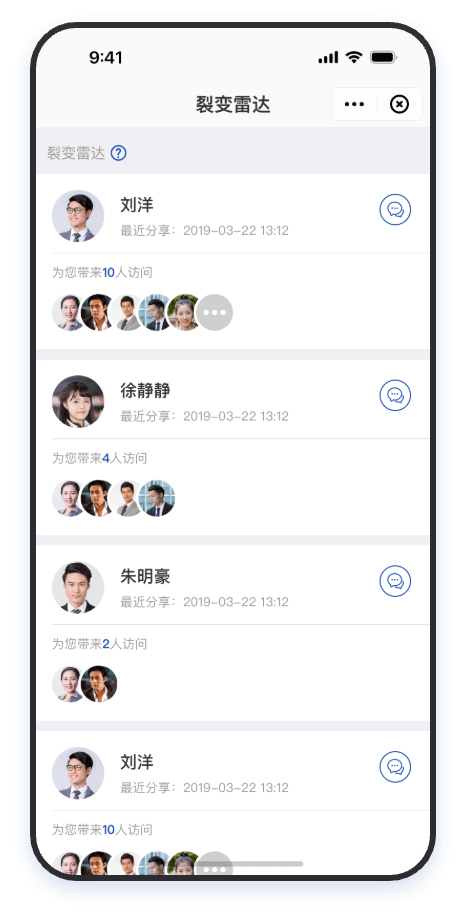 9:41
裂变雷达
裂变雷达 ?
刘洋
最近分享：2019-03-22 13:12
为您带来10人访问
徐静静
最近分享：2019-03-22 13:12
为您带来4人访问
朱明豪
最近分享：2019-03-22 13:12
为您带来2人访问
刘洋
最近分享：2019-03-22 13:12
为您带来10人访问